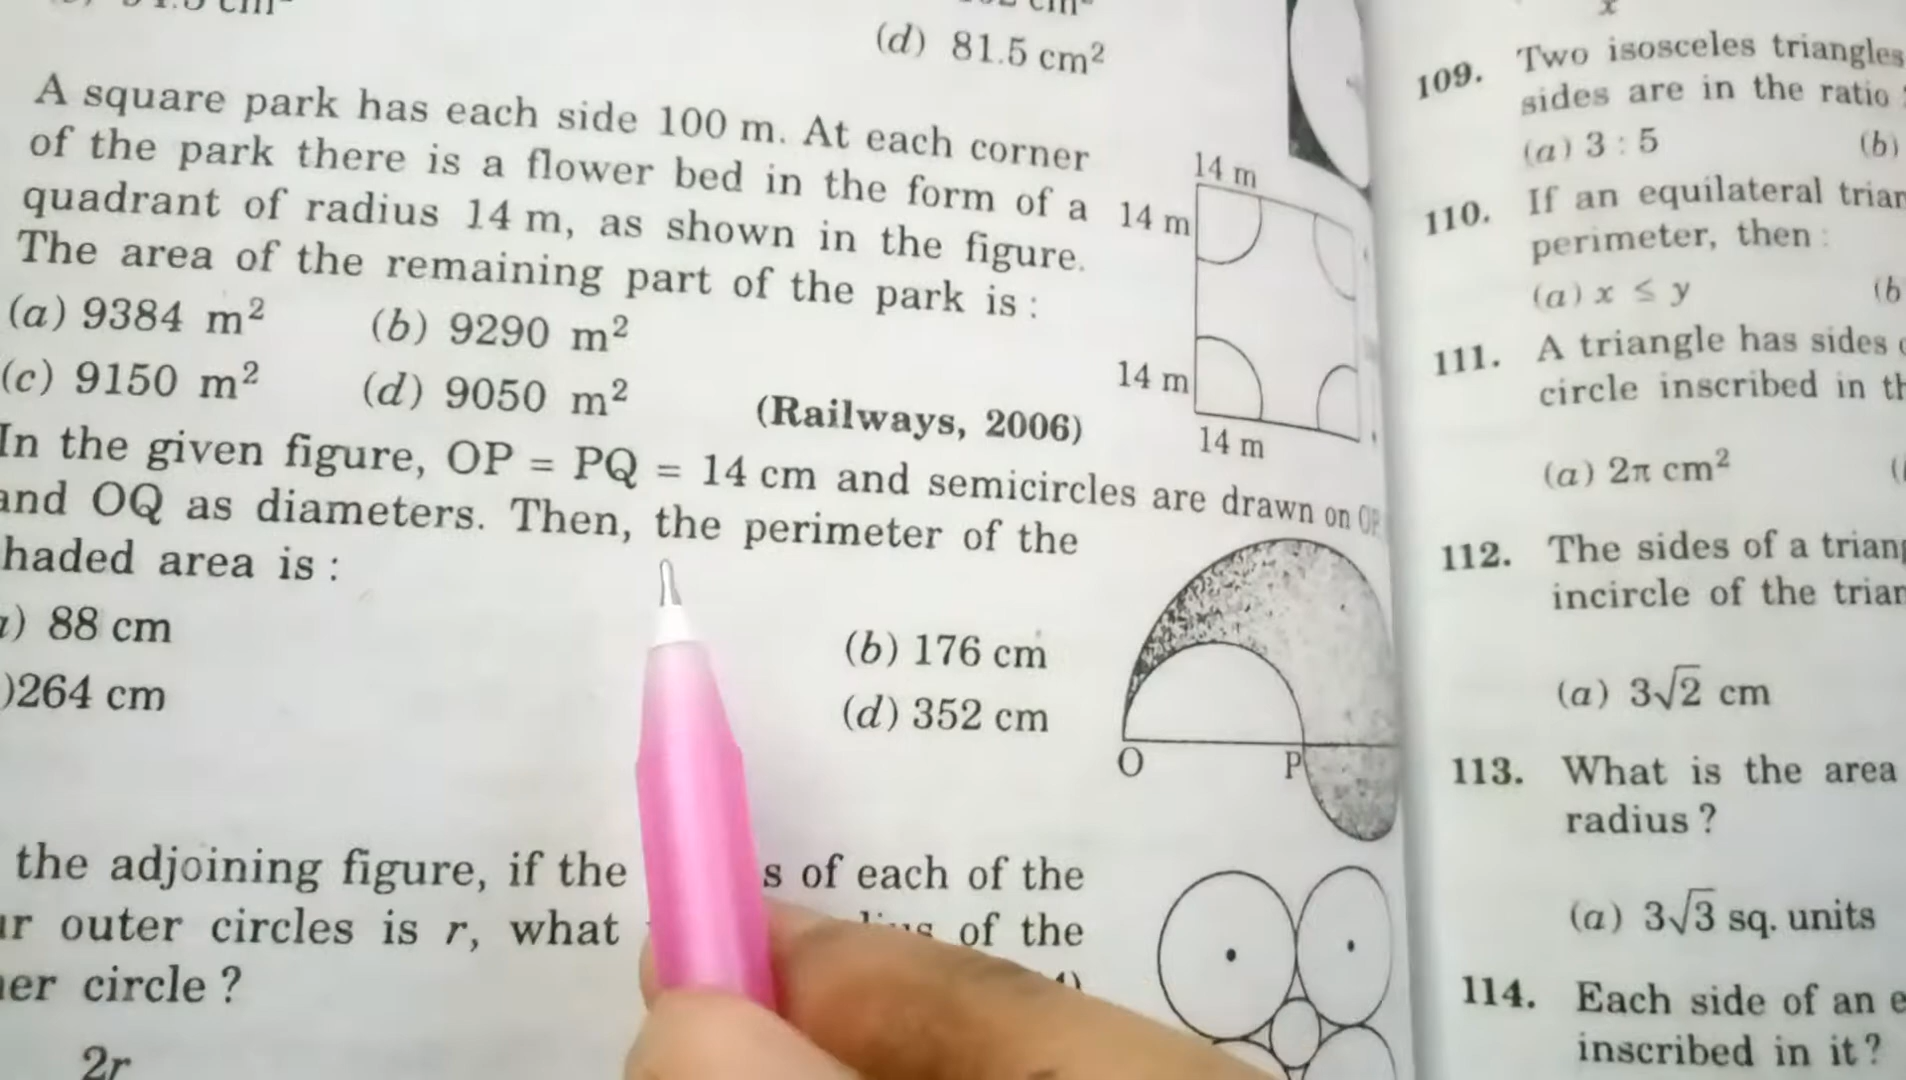 (d) 81.5 cm²
A square park has each side 100 m. At each corner
of the park there is a flower bed in the form of a
quadrant of radius 14 m, as shown in the figure.
The area of the remaining part of the park is :
(a) 9384 m² (b) 9290 m²
(c) 9150 m² (d) 9050 m²
(Railways, 2006)
14 m
14 m
14 m
14 m
In the given figure, OP = PQ = 14 cm and semicircles are drawn on OP
and OQ as diameters. Then, the perimeter of the
haded area is :
) 88 cm (b) 176 cm
)264 cm (d) 352 cm
O P
the adjoining figure, if the s of each of the
r outer circles is r, what of the
er circle ?
2r
x
109. Two isosceles triangles
sides are in the ratio
(a) 3 : 5 (b)
110. If an equilateral trian
perimeter, then :
(a) x ≤ y (b
111. A triangle has sides
circle inscribed in th
(a) 2π cm² (
112. The sides of a triang
incircle of the trian
(a) 3√2 cm
113. What is the area
radius ?
(a) 3√3 sq. units
114. Each side of an e
inscribed in it ?